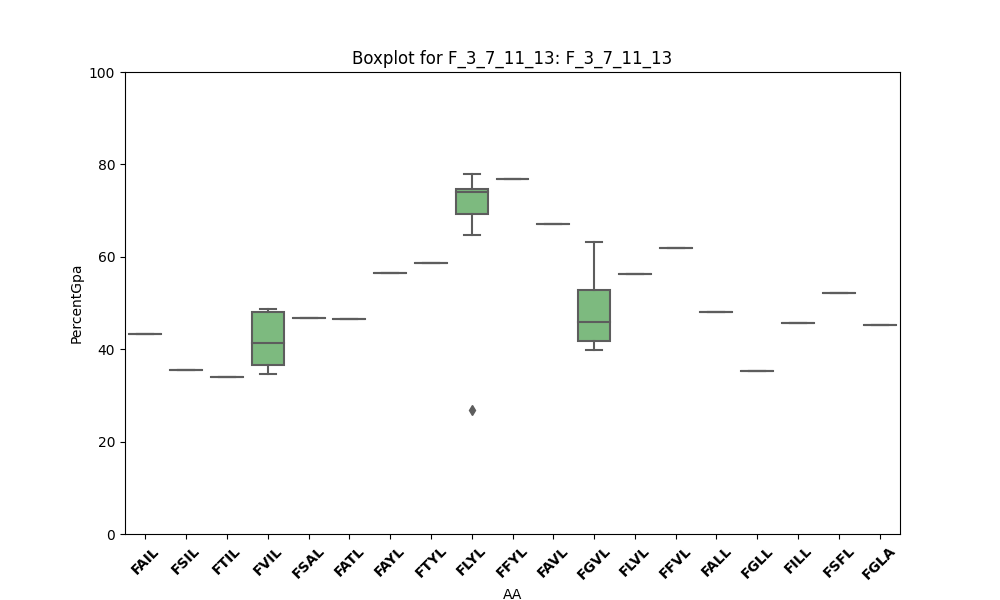 Boxplot for F_3_7_11_13: F_3_7_11_13
100
80
60
40
20
0
PercentGpa
FAIL FSIL FTIL FVIL FSAL FATL FAYL FTYL FLYL FFYL FAVL FGVL FLVL FFVL FALL FGLL FILL FSFL FGLA
AA